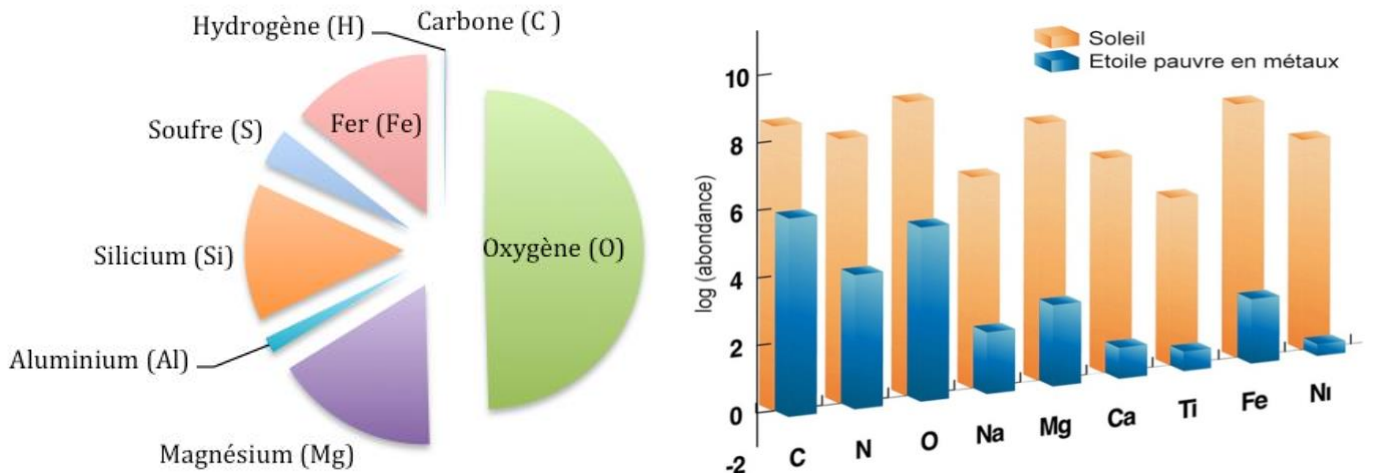 Carbone (C )
Hydrogène (H)
Soufre (S)
Fer (Fe)
Oxygène (O)
Silicium (Si)
Aluminium (Al)
Magnésium (Mg)
Soleil
Etoile pauvre en métaux
log (abondance)
10
8
6
4
2
0
-2
C N O Na Mg Ca Ti Fe Ni